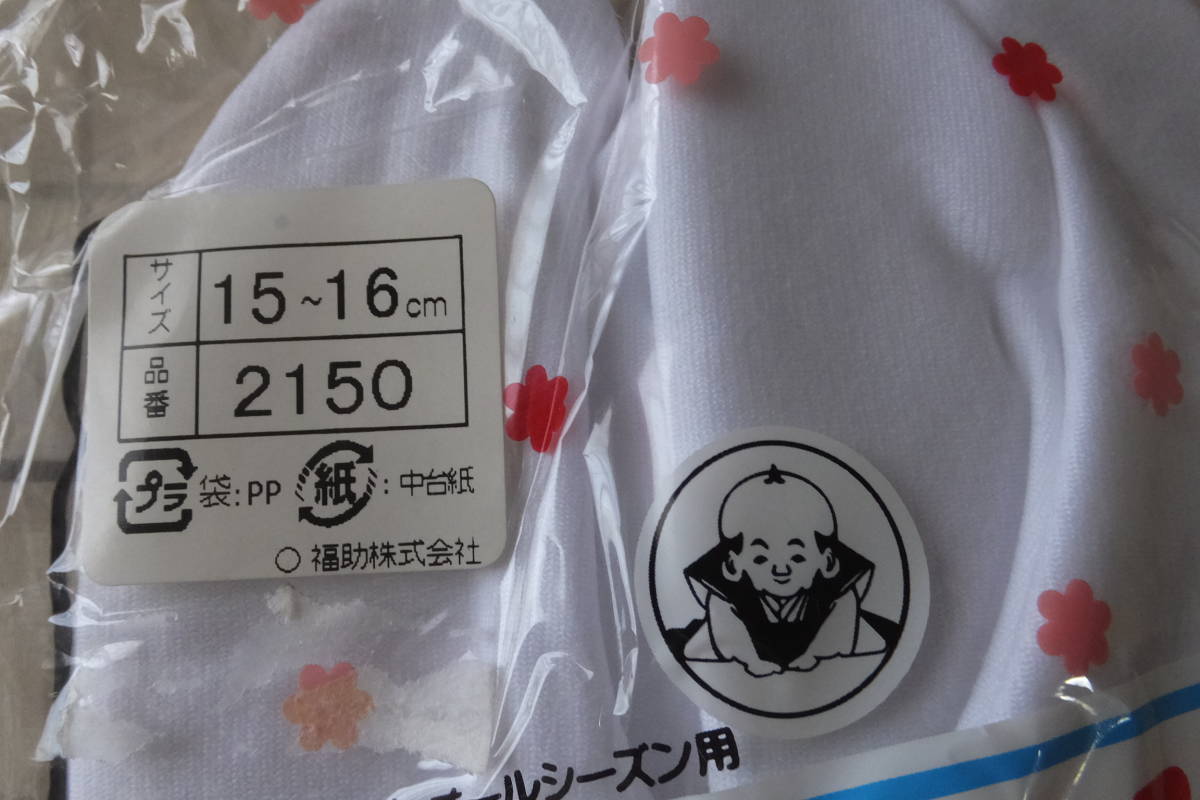 サイズ 15~16cm
品番 2150
プラ 袋:PP 紙 :中台紙
○ 福助株式会社
オールシーズン用